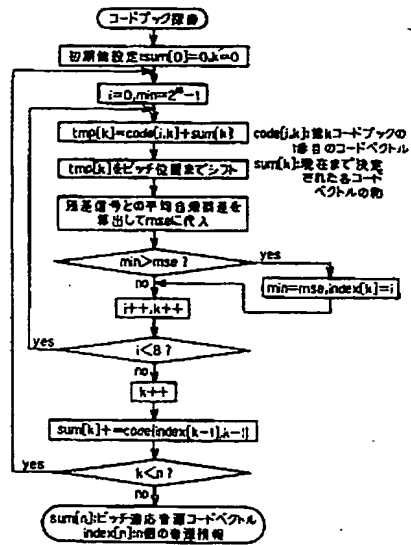 コードブック探索
初期値設定:sum[0]=0,k=0
i=0,min=2^m-1
tmp[k]=code[i,k]+sum[k]
code[i,k]:第kコードブックの
i番目のコードベクトル
tmp[k]をピッチ位置までシフト
sum[k]:現在まで決定
された各コード
ベクトルの和
残差信号との平均自乗誤差を
算出してmseに代入
min>mse?
yes
no
min=mse,index[k]=i
i++,k++
i<8?
yes
no
k++
sum[k]+=code[index[k-1],k-1]
k<n?
yes
no
sum[n]:ピッチ適応音源コードベクトル
index[n]:n個の音源情報